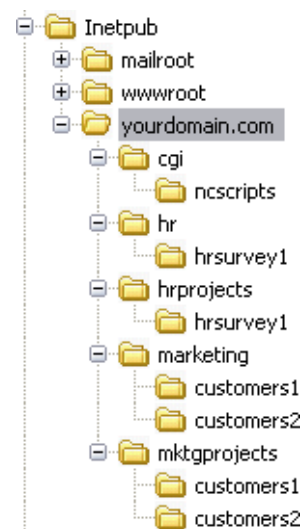 Inetpub
mailroot
wwwroot
yourdomain.com
cgi
ncscripts
hr
hrsurvey1
hrprojects
hrsurvey1
marketing
customers1
customers2
mktgprojects
customers1
customers2